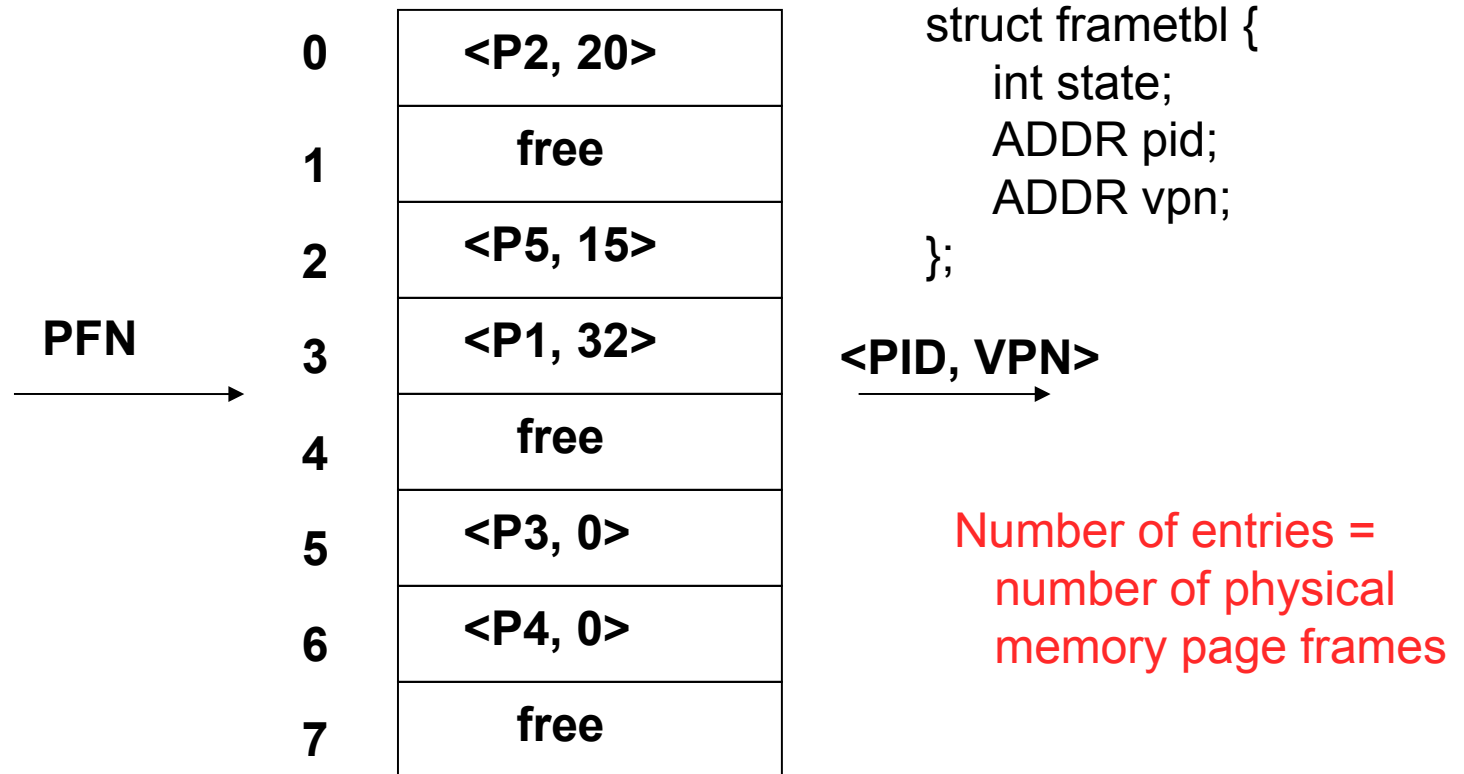 0 <P2, 20>
1 free
2 <P5, 15>
3 <P1, 32>
4 free
5 <P3, 0>
6 <P4, 0>
7 free
PFN
<PID, VPN>
struct frametbl {
int state;
ADDR pid;
ADDR vpn;
};
Number of entries =
number of physical
memory page frames